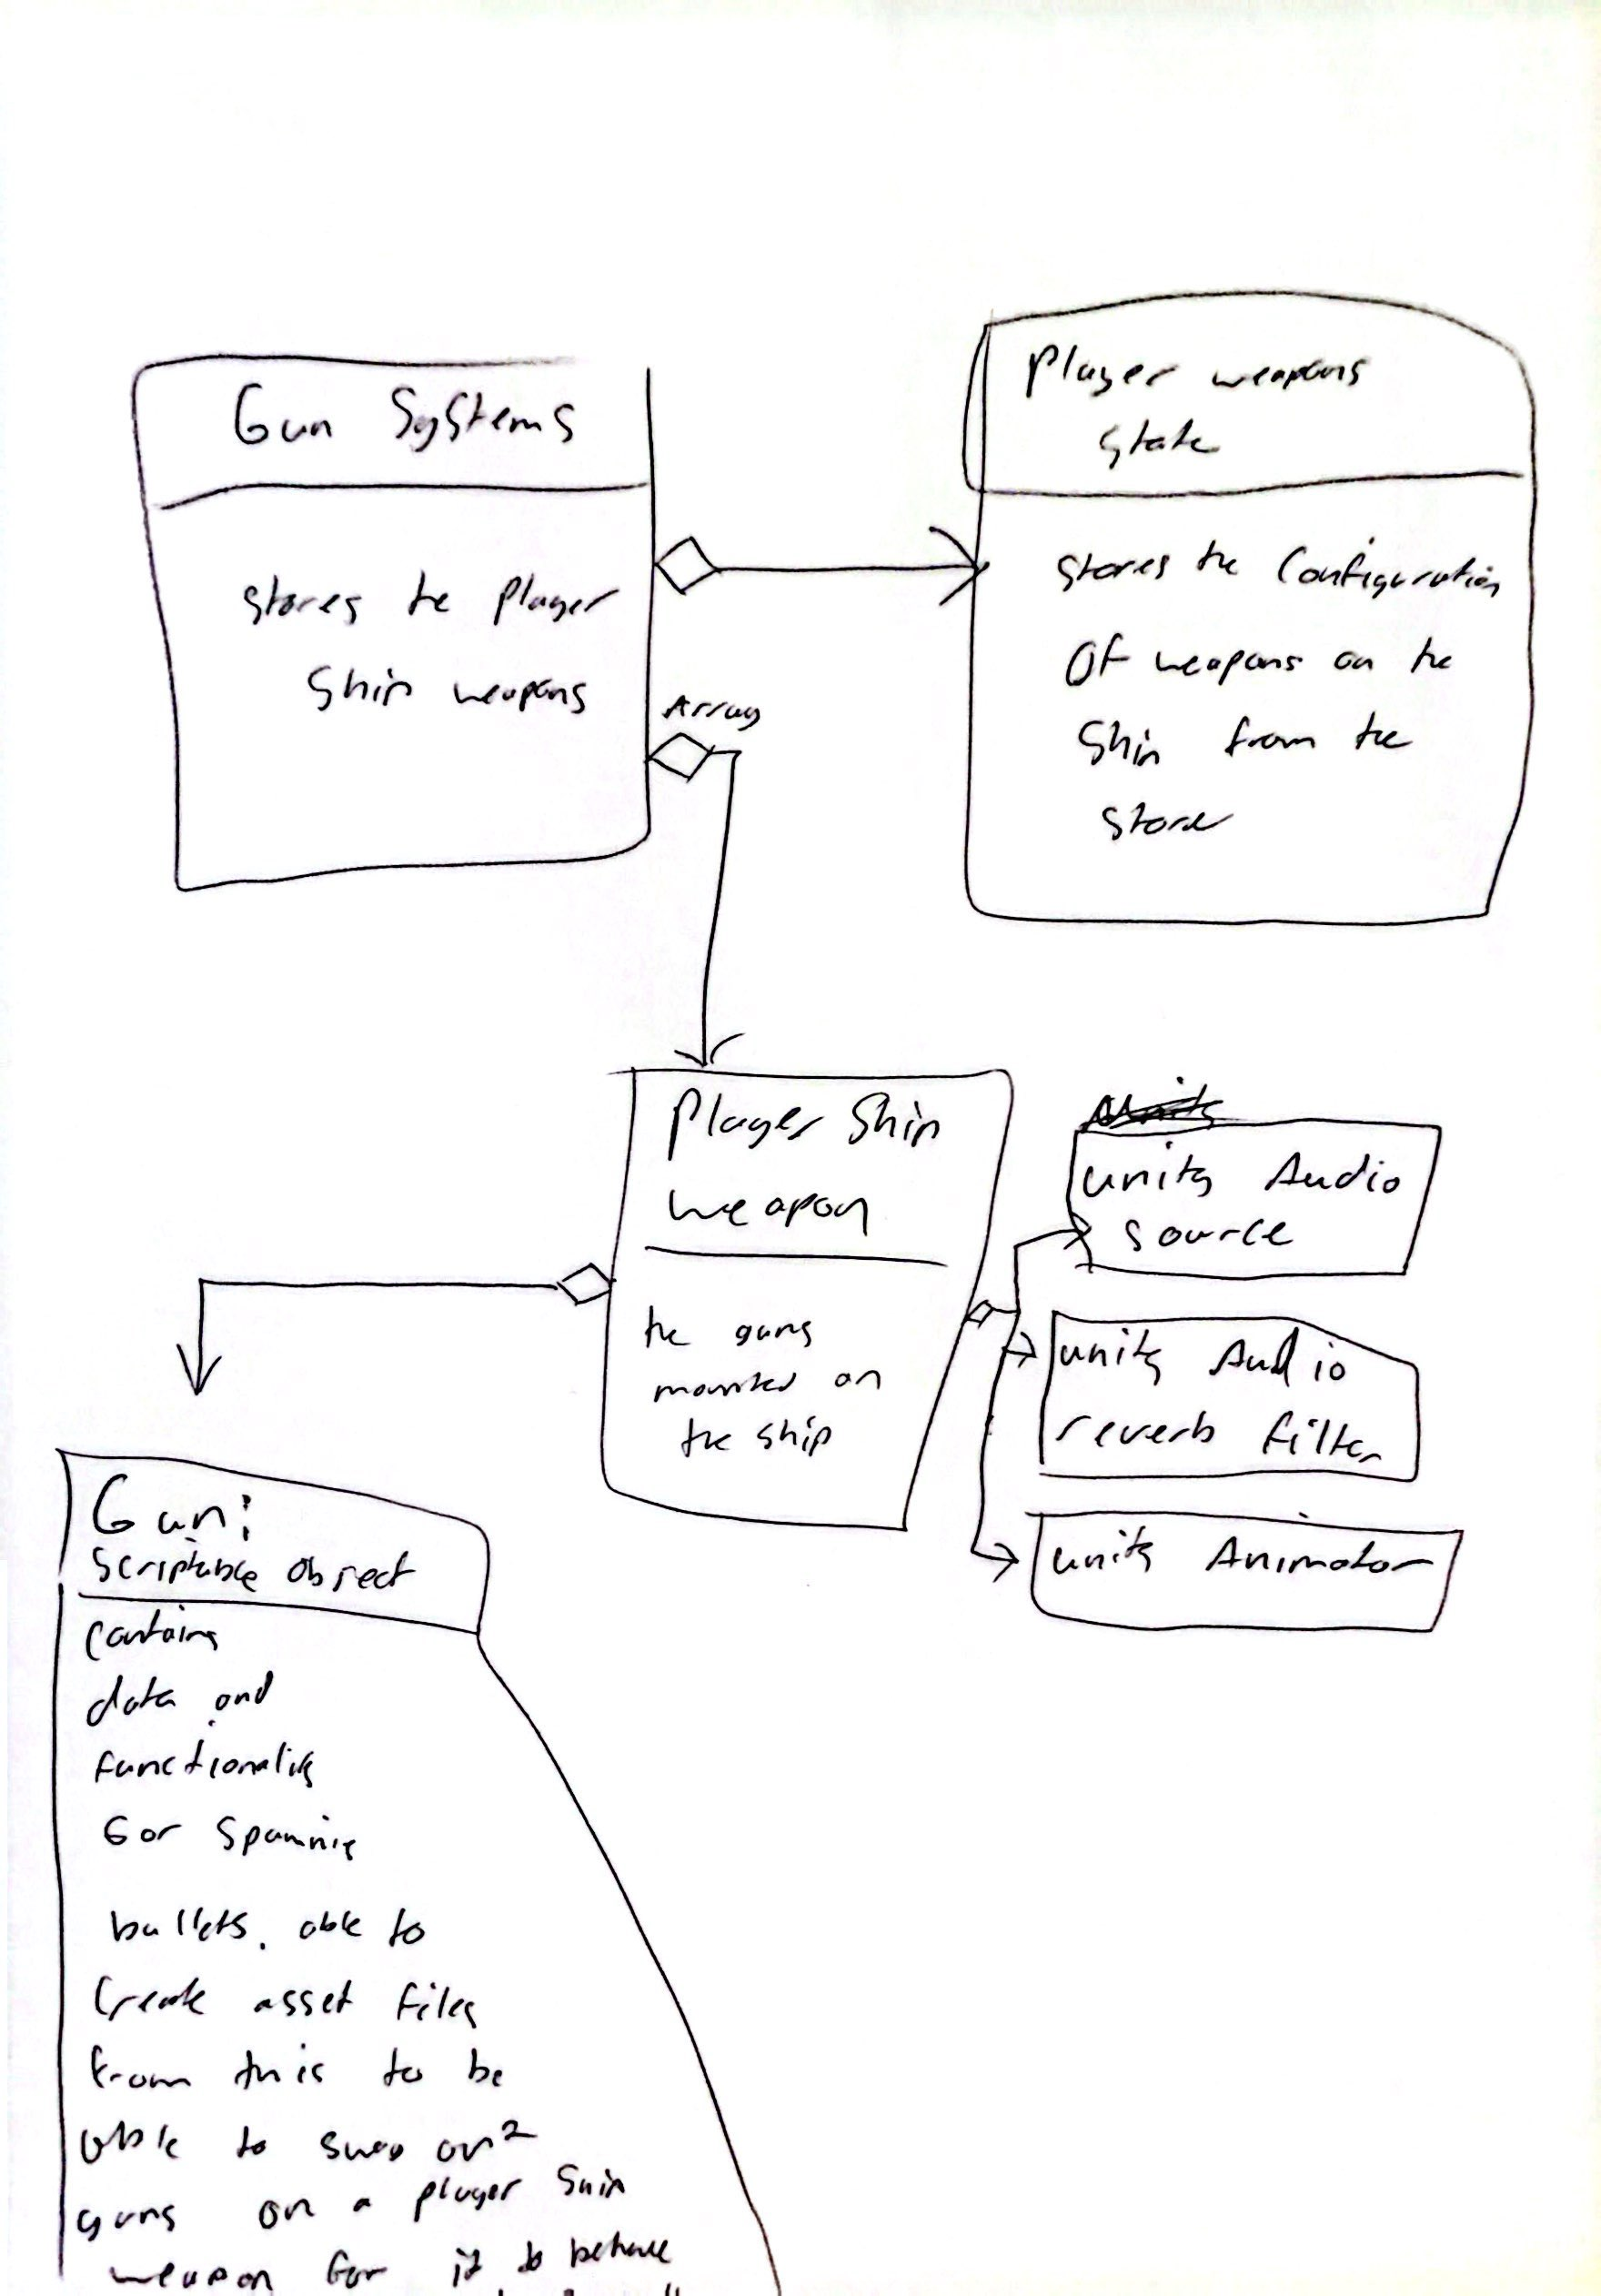 Gun Systems
stores the Player
Ship weapons
Player weapons
State
stores the Configuration
Of weapons on the
Ship from the
store
Array
Player Ship
weapon
the guns
mounted on
the ship
unity Audio
source
unity Audio
reverb filter
unity Animator
Gun:
Scriptable Object
Contains
data and
functionality
for spawning
bullets. able to
Create asset files
from this to be
able to swap out
guns on a player Ship
weapon for it to behave